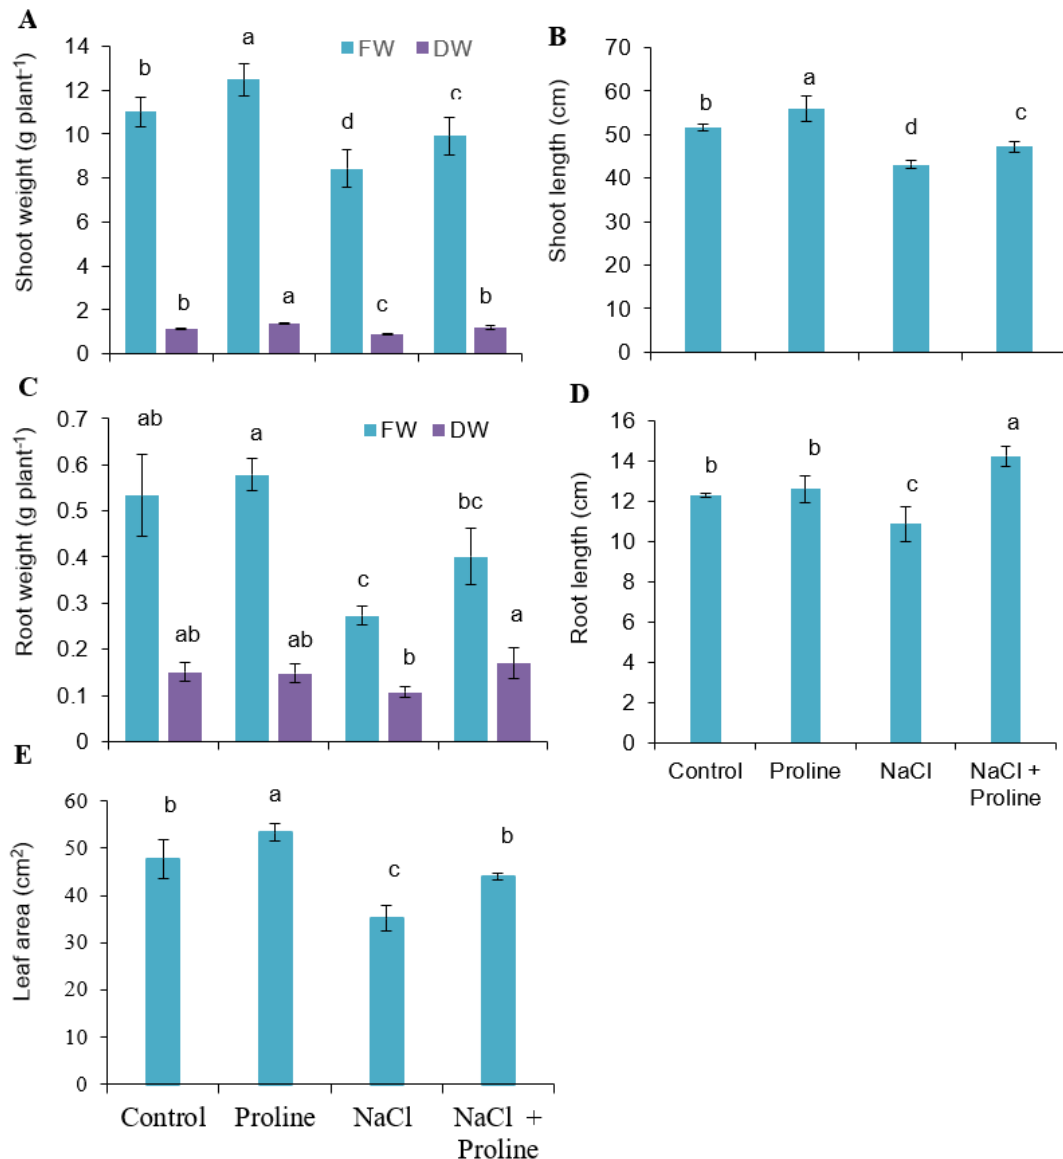 A
Shoot weight (g plant⁻¹)
14
12
10
8
6
4
2
0
FW DW
b a d c
b a c b
B
Shoot length (cm)
70
60
50
40
30
20
10
0
b a d c
C
Root weight (g plant⁻¹)
0.7
0.6
0.5
0.4
0.3
0.2
0.1
0
FW DW
ab a c bc
ab ab b a
D
Root length (cm)
16
14
12
10
8
6
4
2
0
b b c a
Control Proline NaCl NaCl +
Proline
E
Leaf area (cm²)
60
50
40
30
20
10
0
b a c b
Control Proline NaCl NaCl +
Proline